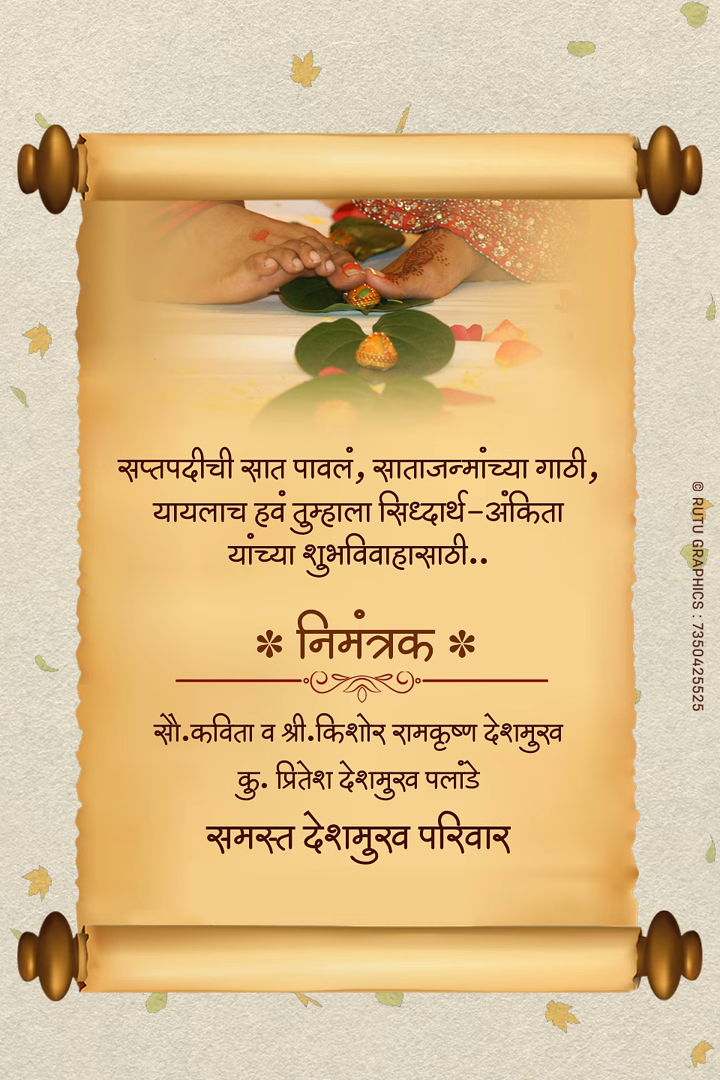 सप्तपदीची सात पावलं, साताजन्मांच्या गाठी,
यायलाच हवं तुम्हाला सिध्दार्थ-अंकिता
यांच्या शुभविवाहासाठी..
✽ निमंत्रक ✽
सौ.कविता व श्री.किशोर रामकृष्ण देशमुख
कु. प्रितेश देशमुख पलांडे
समस्त देशमुख परिवार
© RUTU GRAPHICS : 7350425525